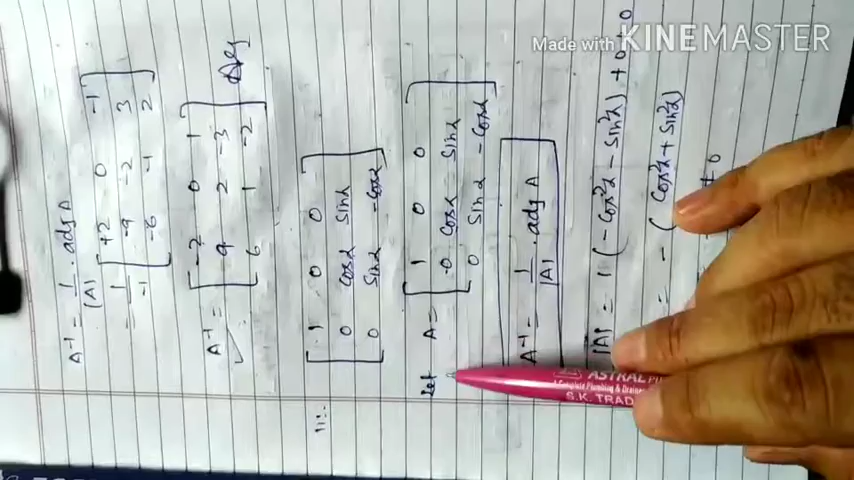 Made with KINEMASTER
A⁻¹ = 1/|A| . adj A
= 1/-1 [ +2 0 -1
-9 -2 3
-6 -1 2 ]
A⁻¹ = [ -2 0 1
9 2 -3
6 1 -2 ] Ans
11:- [ 1 0 0
0 cosα sinα
0 sinα -cosα ]
Let A = [ 1 0 0
0 cosα sinα
0 sinα -cosα ]
A⁻¹ = 1/|A| . adj A
|A| = 1 ( -cos²α - sin²α ) + 0 + 0
= - ( cos²α + sin²α )
+ 0
ASTRAL
S.K. TRAD